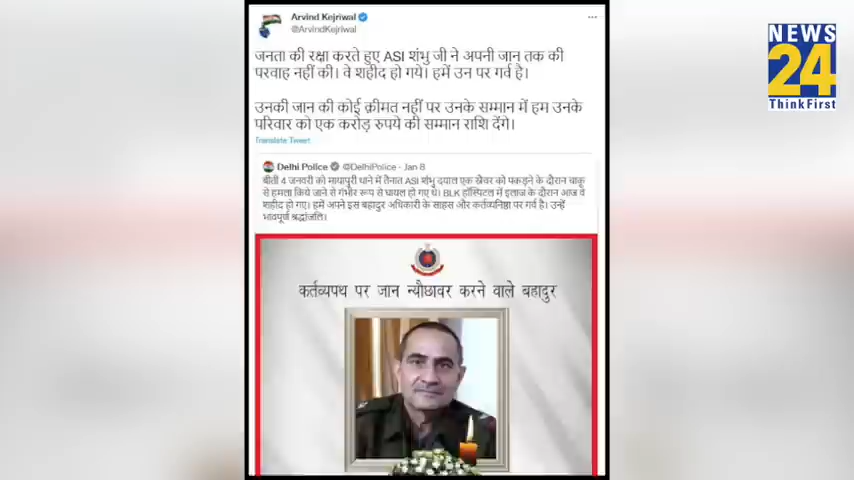 Arvind Kejriwal
@ArvindKejriwal
जनता की रक्षा करते हुए ASI शंभु जी ने अपनी जान तक की
परवाह नहीं की। वे शहीद हो गये। हमें उन पर गर्व है।
उनकी जान की कोई क़ीमत नहीं पर उनके सम्मान में हम उनके
परिवार को एक करोड़ रुपये की सम्मान राशि देंगे।
Translate Tweet
Delhi Police @DelhiPolice - Jan 8
बीती 4 जनवरी को मायापुरी थाने में तैनात ASI शंभु दयाल एक स्नैचर को पकड़ने के दौरान चाकू
से हमला किये जाने से गंभीर रूप से घायल हो गए थे। BLK हॉस्पिटल में इलाज के दौरान आज वे
शहीद हो गए। हमें अपने इस बहादुर अधिकारी के साहस और कर्तव्यनिष्ठा पर गर्व है। उन्हें
भावपूर्ण श्रद्धांजलि।
कर्तव्यपथ पर जान न्यौछावर करने वाले बहादुर
NEWS
24
ThinkFirst